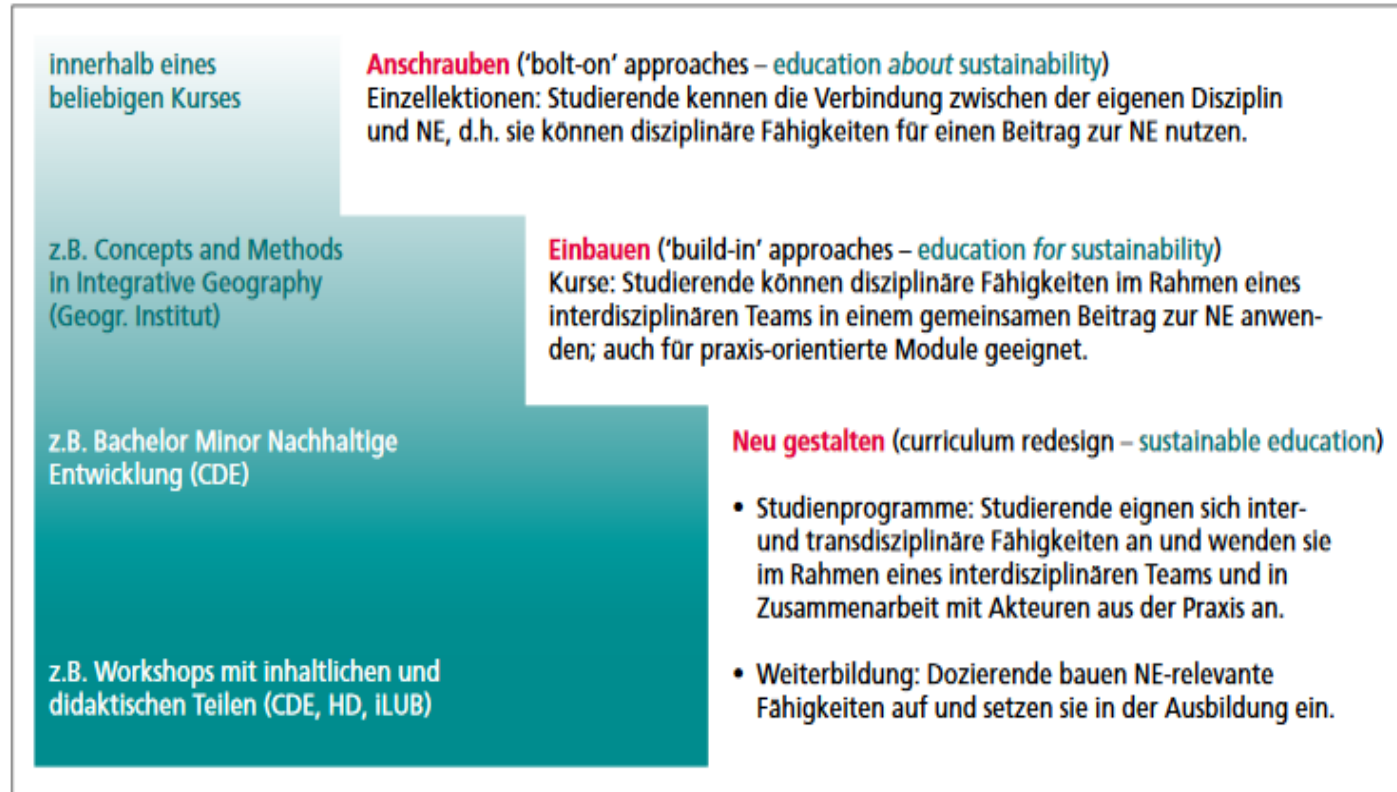 innerhalb eines
beliebigen Kurses
Anschrauben (‘bolt-on’ approaches – education about sustainability)
Einzellektionen: Studierende kennen die Verbindung zwischen der eigenen Disziplin
und NE, d.h. sie können disziplinäre Fähigkeiten für einen Beitrag zur NE nutzen.
z.B. Concepts and Methods
in Integrative Geography
(Geogr. Institut)
Einbauen (‘build-in’ approaches – education for sustainability)
Kurse: Studierende können disziplinäre Fähigkeiten im Rahmen eines
interdisziplinären Teams in einem gemeinsamen Beitrag zur NE anwen-
den; auch für praxis-orientierte Module geeignet.
z.B. Bachelor Minor Nachhaltige
Entwicklung (CDE)
Neu gestalten (curriculum redesign – sustainable education)
• Studienprogramme: Studierende eignen sich inter-
und transdisziplinäre Fähigkeiten an und wenden sie
im Rahmen eines interdisziplinären Teams und in
Zusammenarbeit mit Akteuren aus der Praxis an.
z.B. Workshops mit inhaltlichen und
didaktischen Teilen (CDE, HD, iLUB)
• Weiterbildung: Dozierende bauen NE-relevante
Fähigkeiten auf und setzen sie in der Ausbildung ein.